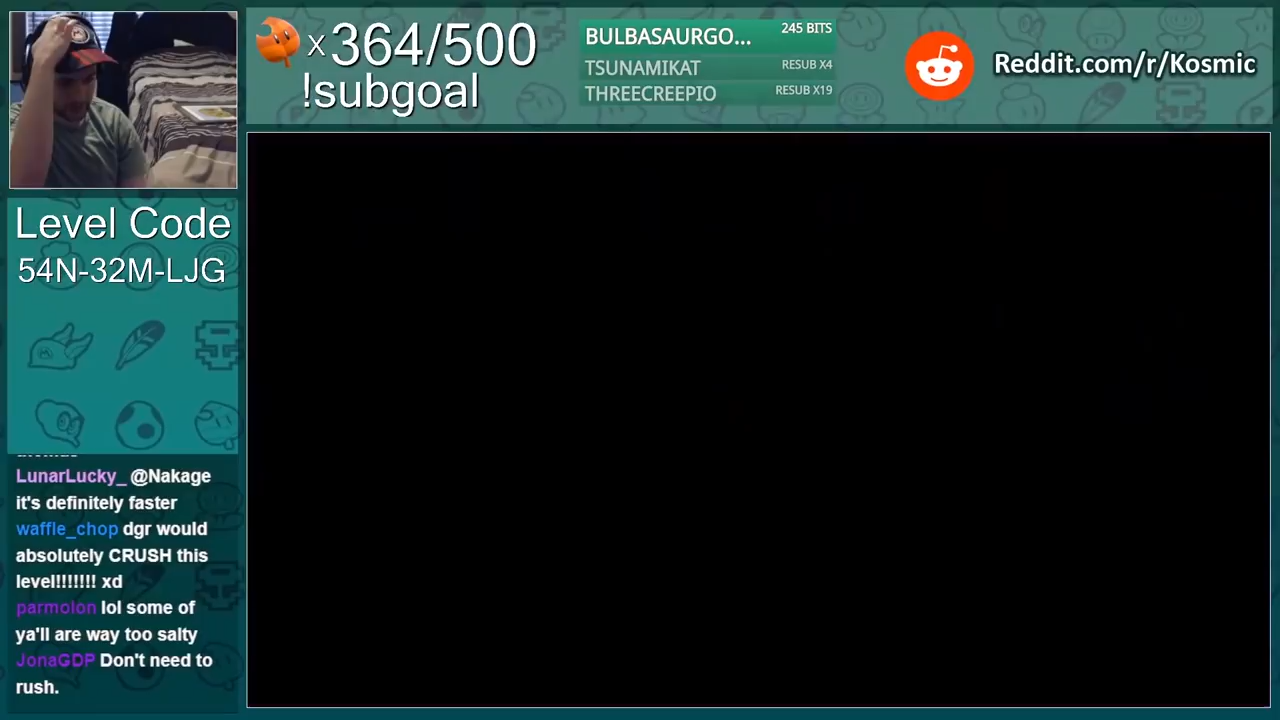 x364/500
!subgoal
BULBASAURGO... 245 BITS
TSUNAMIKAT RESUB X4
THREECREEPIO RESUB X19
Reddit.com/r/Kosmic
Level Code
54N-32M-LJG
LunarLucky_ @Nakage
it's definitely faster
waffle_chop dgr would
absolutely CRUSH this
level!!!!!!! xd
parmolon lol some of
ya'll are way too salty
JonaGDP Don't need to
rush.